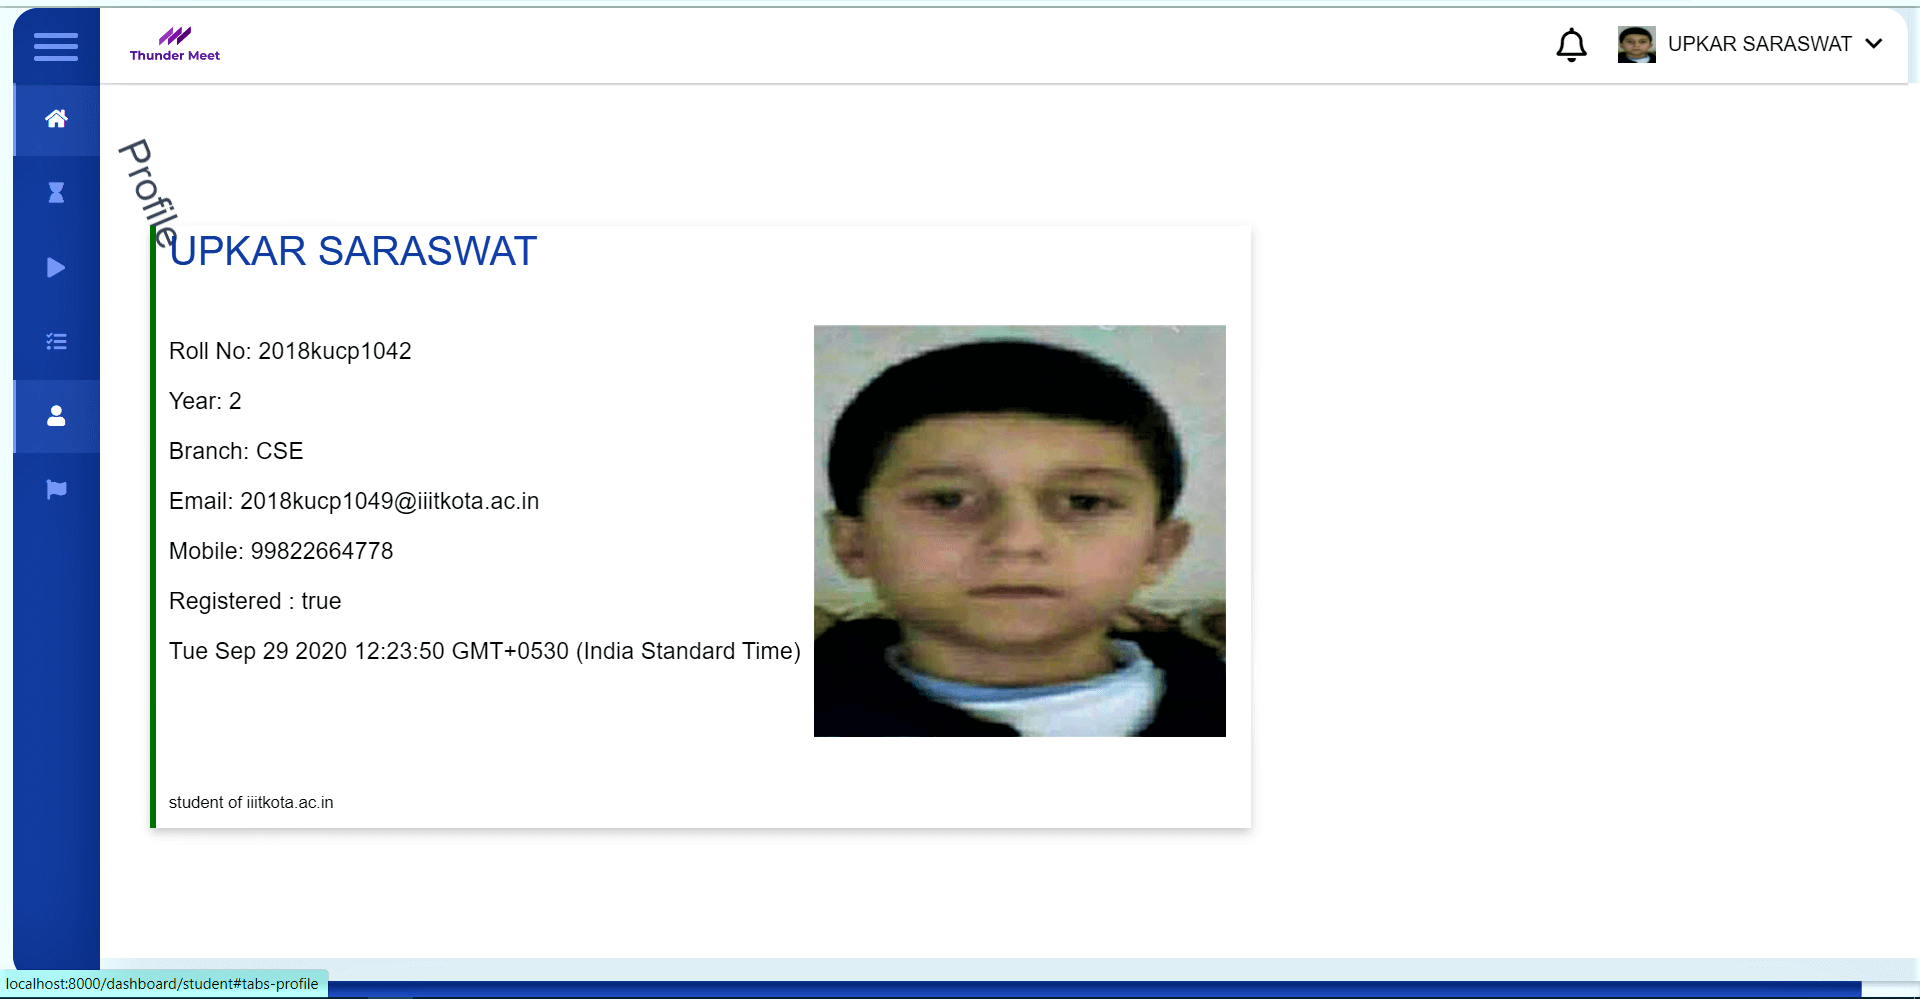 Thunder Meet
UPKAR SARASWAT
Profile
UPKAR SARASWAT
Roll No: 2018kucp1042
Year: 2
Branch: CSE
Email: 2018kucp1049@iiitkota.ac.in
Mobile: 99822664778
Registered : true
Tue Sep 29 2020 12:23:50 GMT+0530 (India Standard Time)
student of iiitkota.ac.in
localhost:8000/dashboard/student#tabs-profile